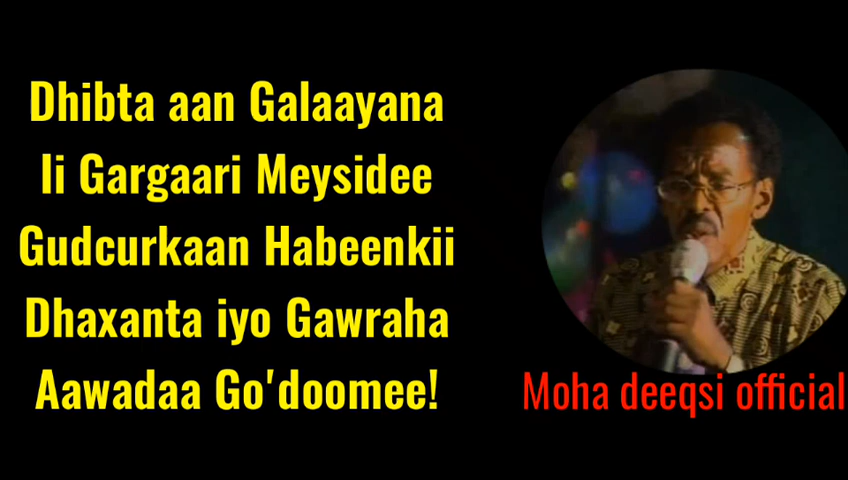 Dhibta aan Galaayana
Ii Gargaari Meysidee
Gudcurkaan Habeenkii
Dhaxanta iyo Gawraha
Aawadaa Go'doomee!
Moha deeqsi official